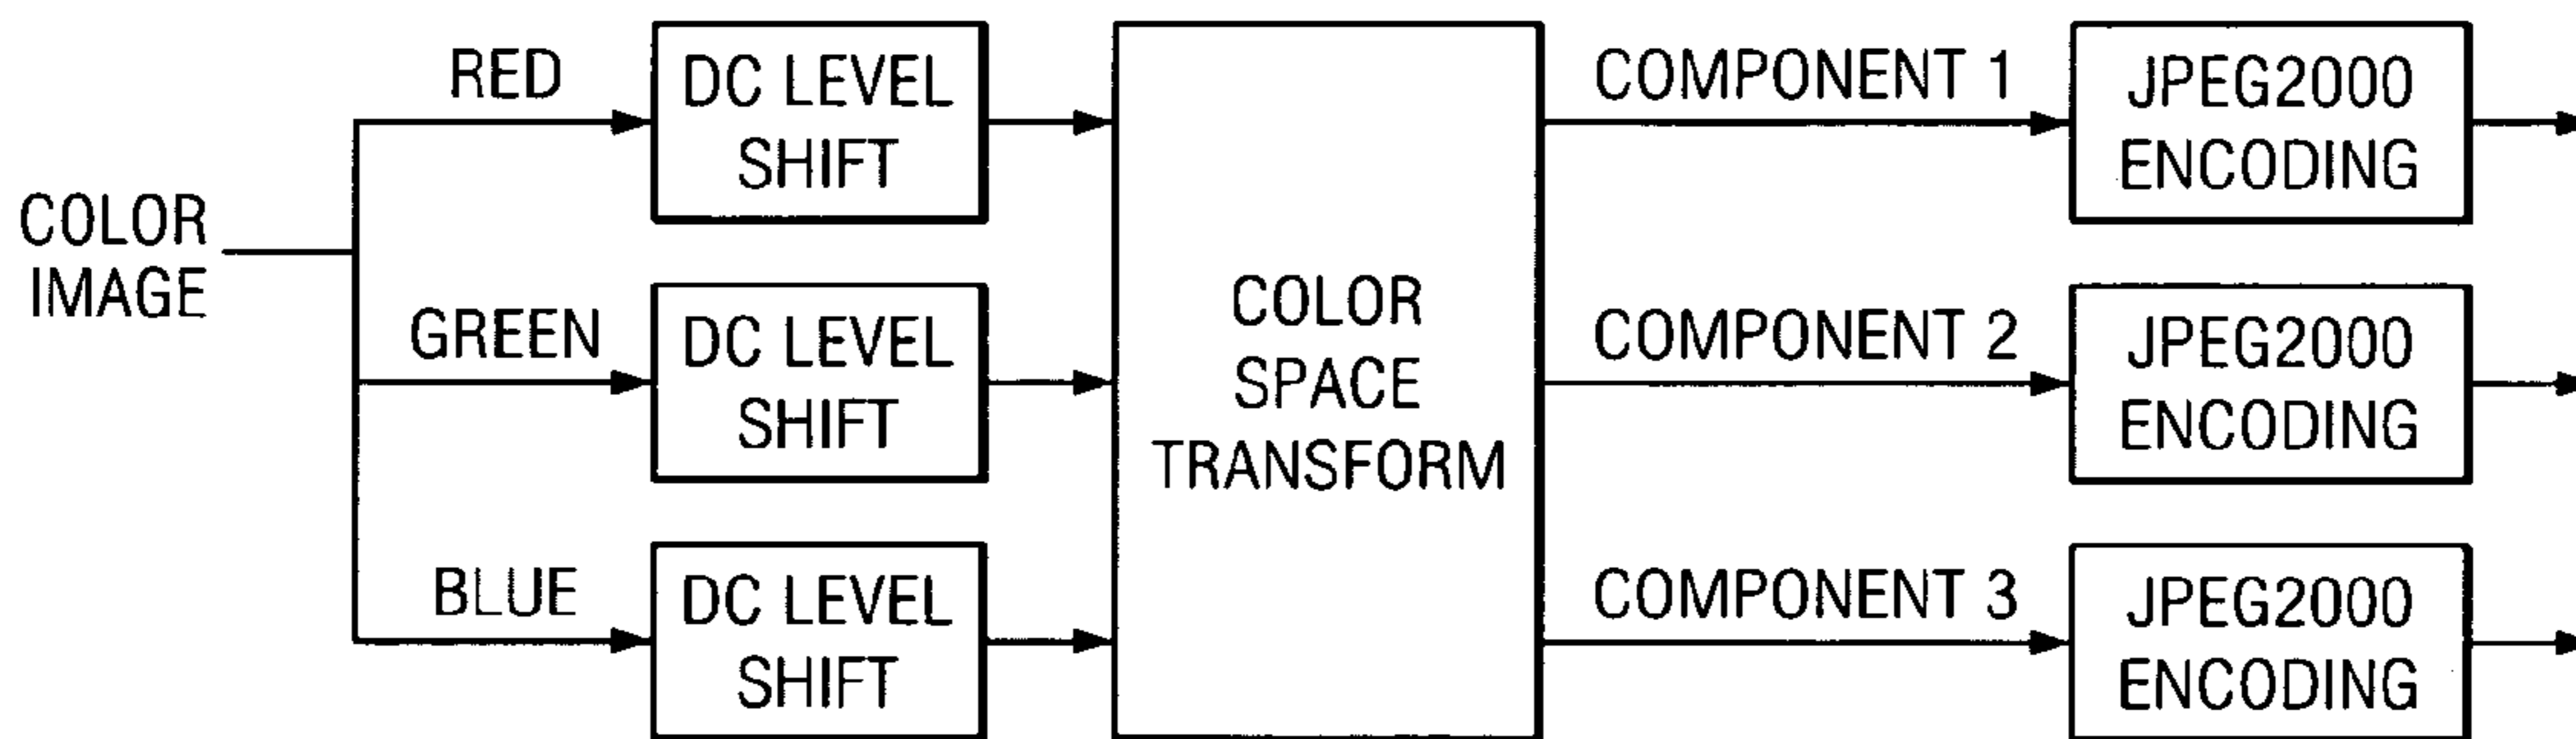 COLOR
IMAGE
RED
DC LEVEL
SHIFT
GREEN
DC LEVEL
SHIFT
BLUE
DC LEVEL
SHIFT
COLOR
SPACE
TRANSFORM
COMPONENT 1
JPEG2000
ENCODING
COMPONENT 2
JPEG2000
ENCODING
COMPONENT 3
JPEG2000
ENCODING